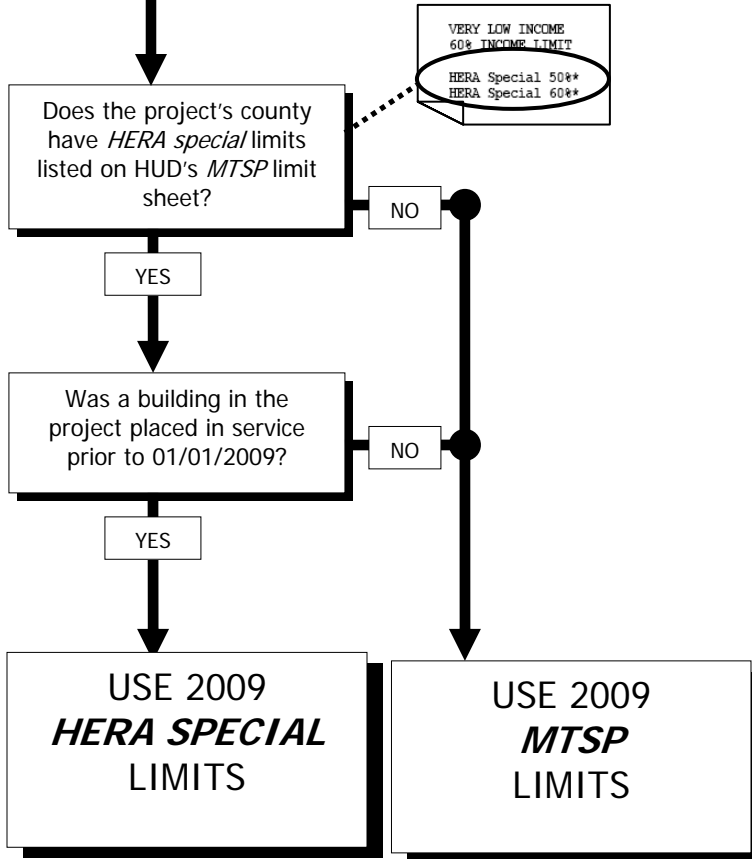 VERY LOW INCOME
60% INCOME LIMIT
HERA Special 50%*
HERA Special 60%*
Does the project's county
have HERA special limits
listed on HUD's MTSP limit
sheet?
NO
YES
Was a building in the
project placed in service
prior to 01/01/2009?
NO
YES
USE 2009
HERA SPECIAL
LIMITS
USE 2009
MTSP
LIMITS